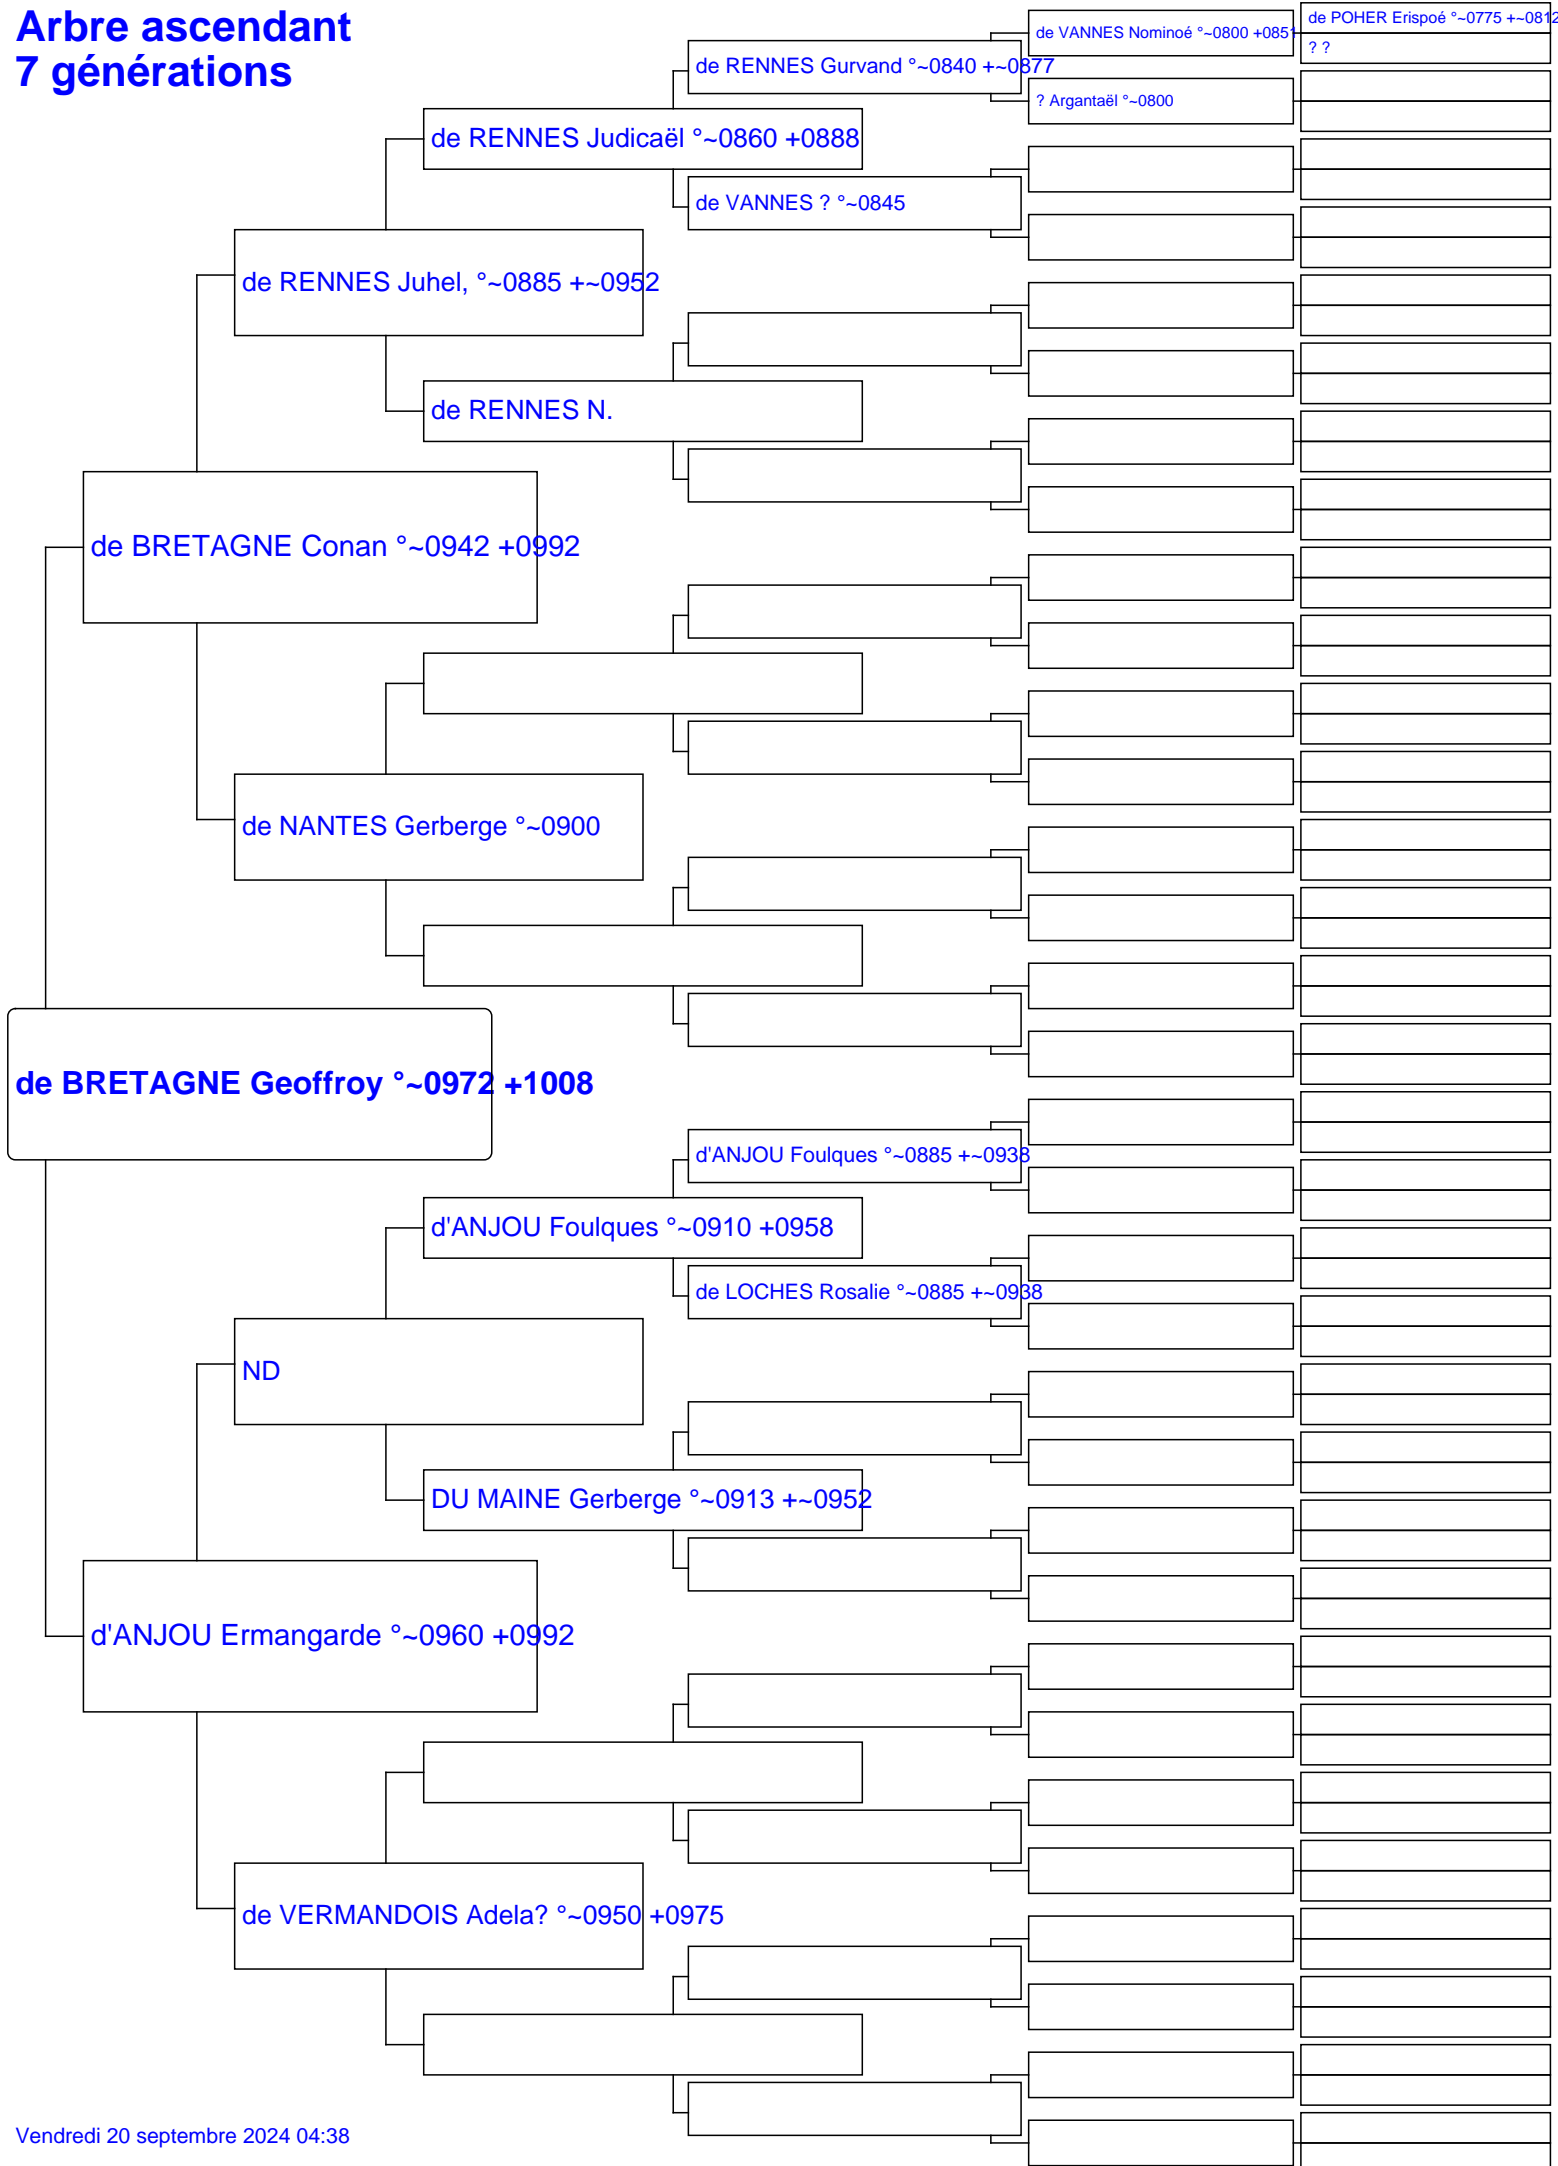 Arbre ascendant
7 générations
de POHER Erispoé °~0775 +~0812
de VANNES Nominoé °~0800 +0851
? ?
de RENNES Gurvand °~0840 +~0877
? Argantaël °~0800
de RENNES Judicaël °~0860 +0888
de VANNES ? °~0845
de RENNES Juhel, °~0885 +~0952
de RENNES N.
de BRETAGNE Conan °~0942 +0992
de NANTES Gerberge °~0900
de BRETAGNE Geoffroy °~0972 +1008
d'ANJOU Foulques °~0885 +~0938
d'ANJOU Foulques °~0910 +0958
de LOCHES Rosalie °~0885 +~0938
ND
DU MAINE Gerberge °~0913 +~0952
d'ANJOU Ermangarde °~0960 +0992
de VERMANDOIS Adela? °~0950 +0975
Vendredi 20 septembre 2024 04:38